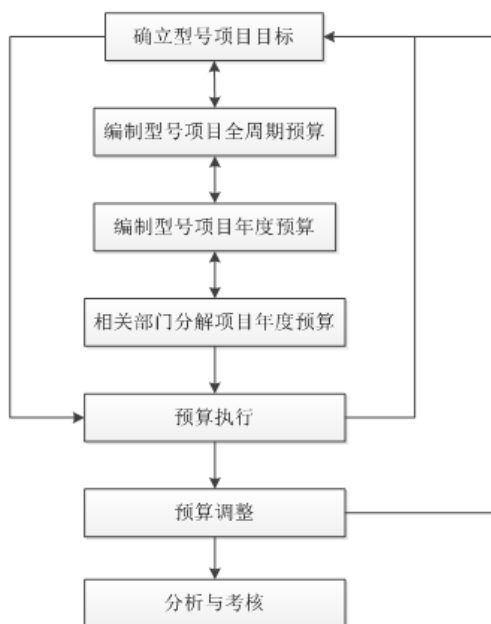 确立型号项目目标
编制型号项目全周期预算
编制型号项目年度预算
相关部门分解项目年度预算
预算执行
预算调整
分析与考核